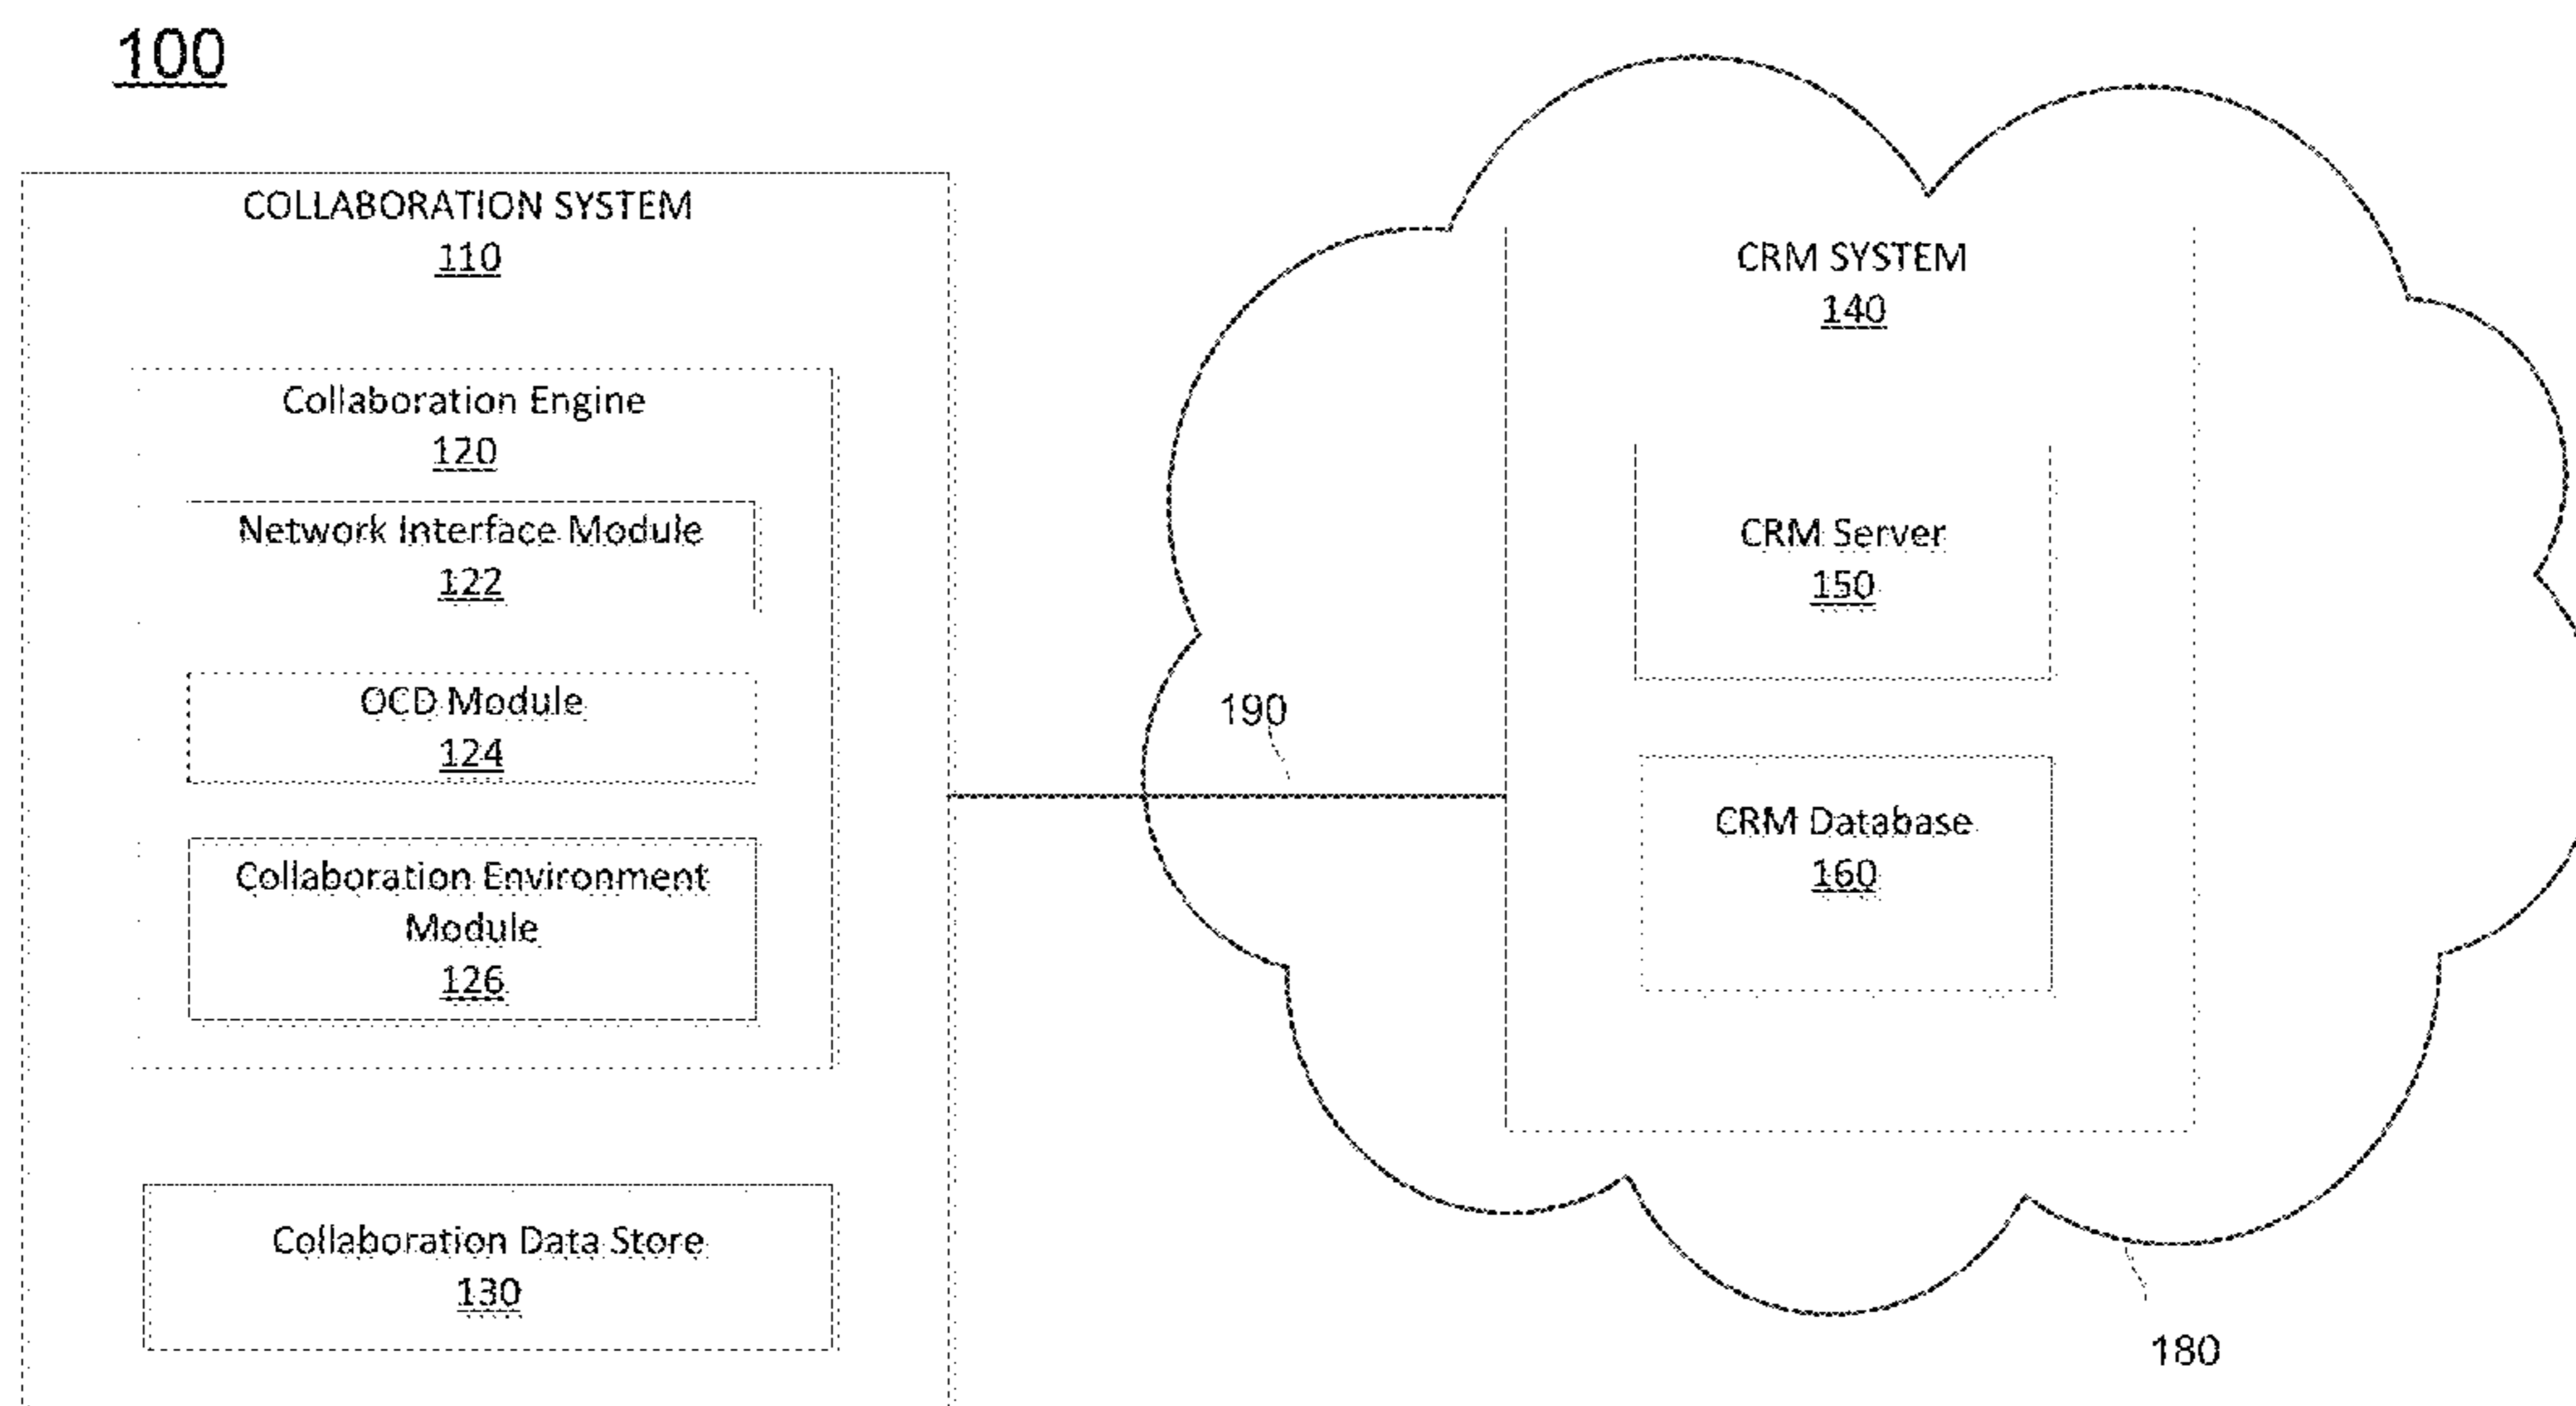 100
COLLABORATION SYSTEM
110
Collaboration Engine
120
Network Interface Module
122
OCD Module
124
Collaboration Environment
Module
126
Collaboration Data Store
130
190
CRM SYSTEM
140
CRM Server
150
CRM Database
160
180